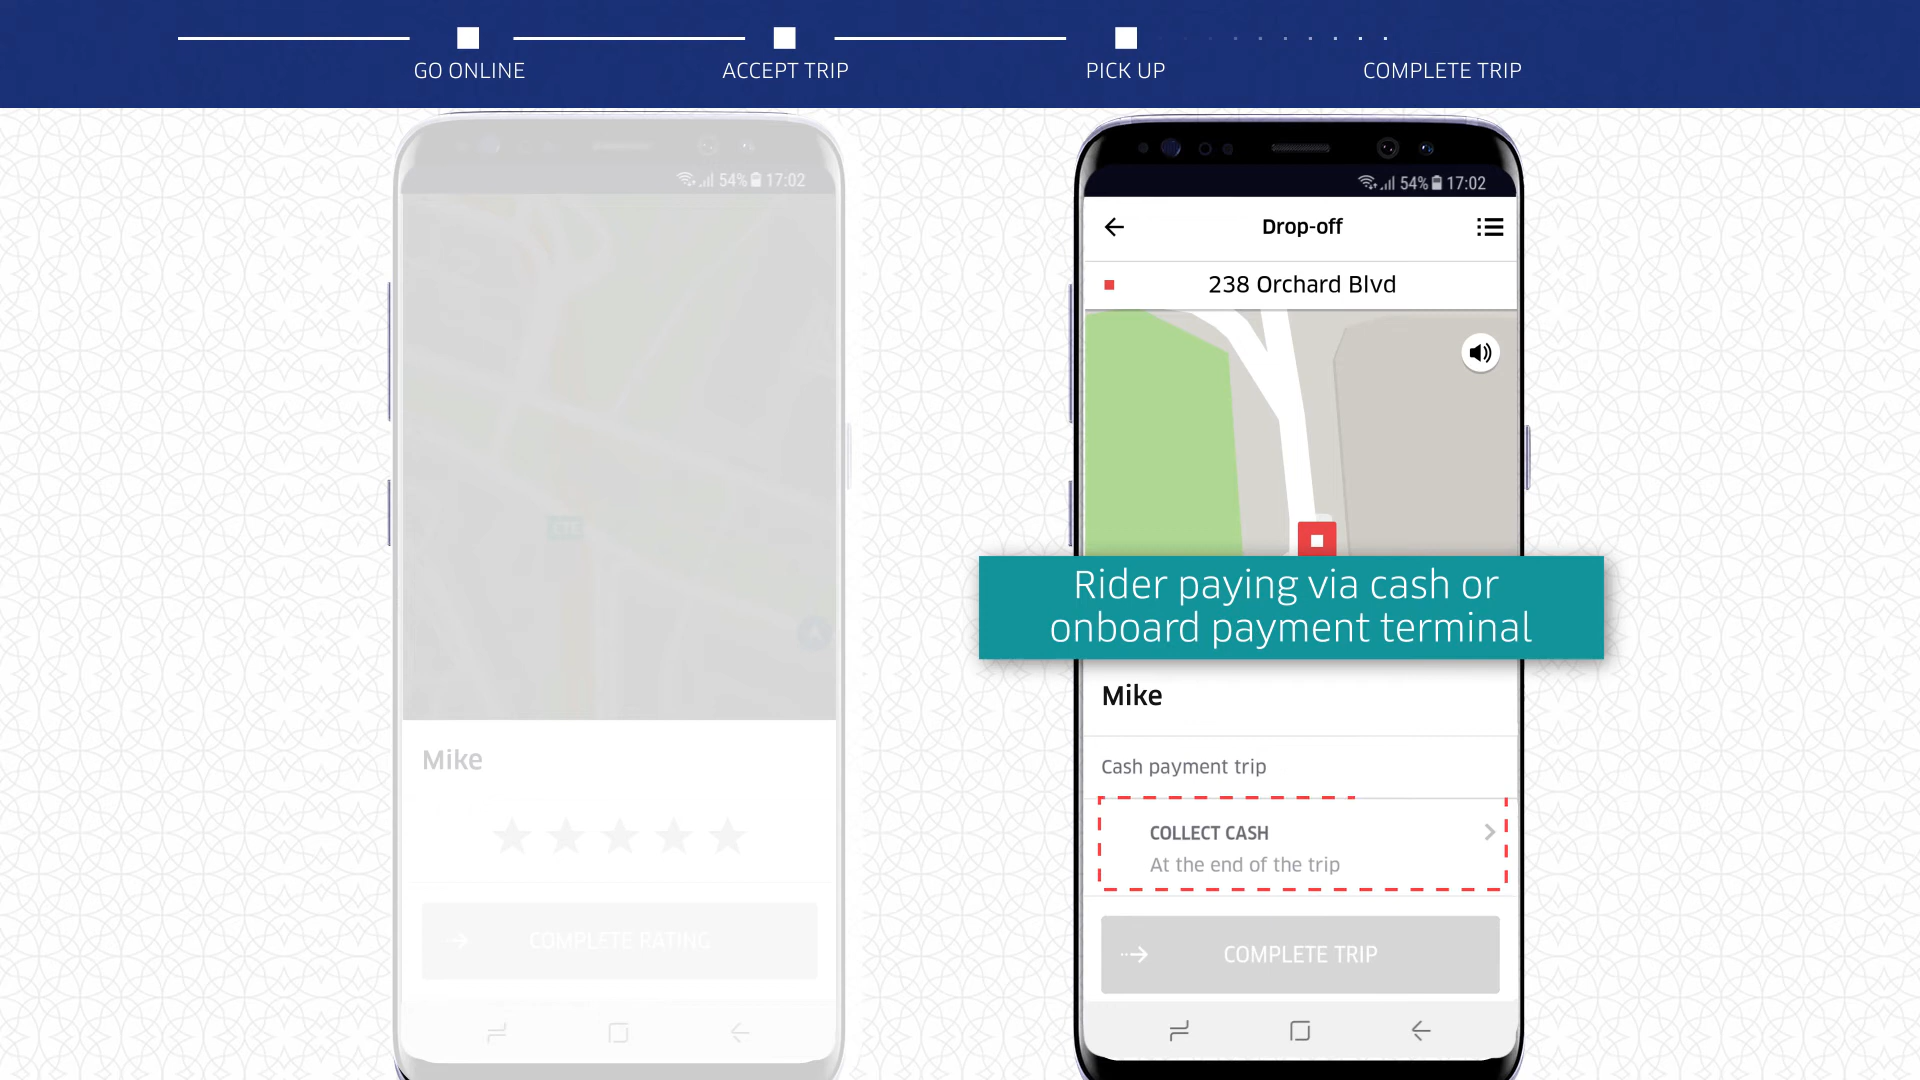 GO ONLINE
ACCEPT TRIP
PICK UP
COMPLETE TRIP
54% 17:02
Mike
COMPLETE RATING
54% 17:02
Drop-off
238 Orchard Blvd
Rider paying via cash or
onboard payment terminal
Mike
Cash payment trip
COLLECT CASH
At the end of the trip
COMPLETE TRIP